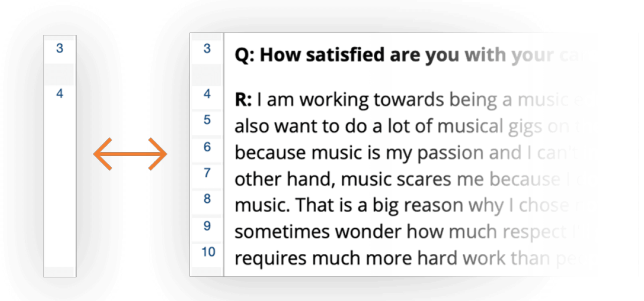 3
4
3 Q: How satisfied are you with your
4 R: I am working towards being a music
5 also want to do a lot of musical gigs on
6 because music is my passion and I can't
7 other hand, music scares me because
8 music. That is a big reason why I chose
9 sometimes wonder how much respect
10 requires much more hard work than